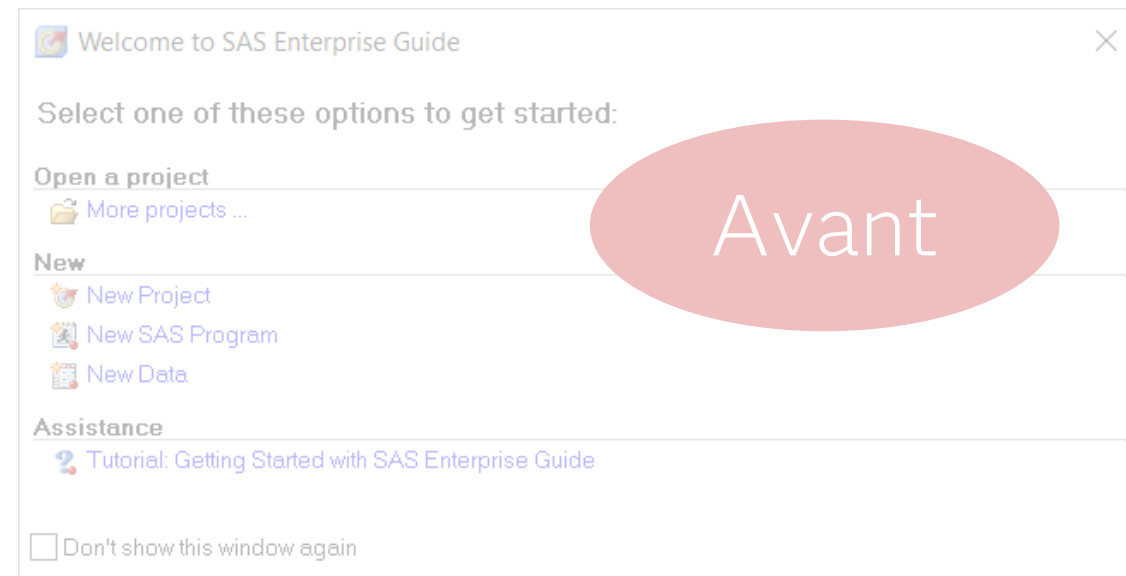 Welcome to SAS Enterprise Guide
Select one of these options to get started:
Open a project
More projects ...
Avant
New
New Project
New SAS Program
New Data
Assistance
Tutorial: Getting Started with SAS Enterprise Guide
Don't show this window again